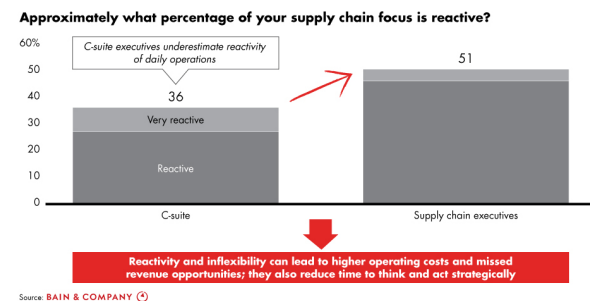 Approximately what percentage of your supply chain focus is reactive?
60%
50
40
30
20
10
0
C-suite executives underestimate reactivity
of daily operations
36
Very reactive
Reactive
51
C-suite
Supply chain executives
Reactivity and inflexibility can lead to higher operating costs and missed
revenue opportunities; they also reduce time to think and act strategically
Source: BAIN & COMPANY